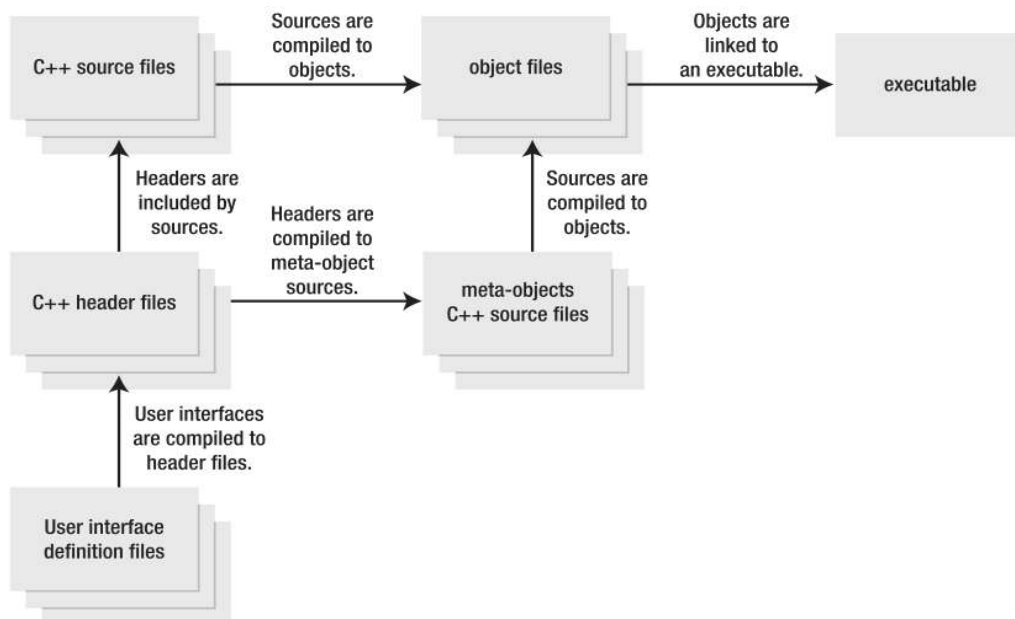 C++ source files
Sources are
compiled to
objects.
object files
Objects are
linked to
an executable.
executable
Headers are
included by
sources.
Headers are
compiled to
meta-object
sources.
Sources are
compiled to
objects.
C++ header files
meta-objects
C++ source files
User interfaces
are compiled to
header files.
User interface
definition files